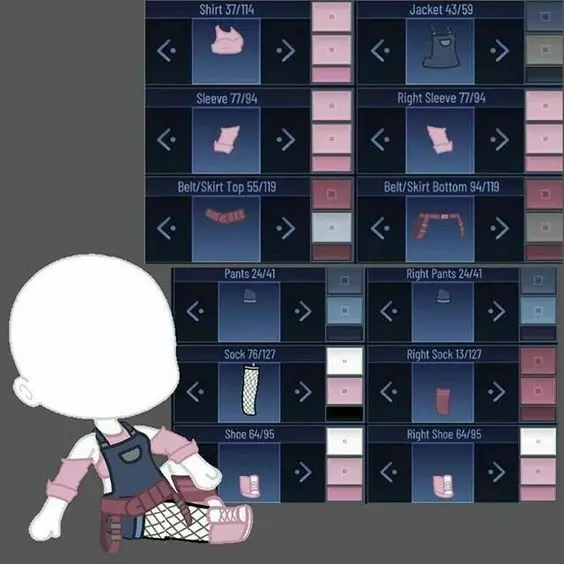 Shirt 37/114
Jacket 43/59
Sleeve 77/94
Right Sleeve 77/94
Belt/Skirt Top 55/119
Belt/Skirt Bottom 94/119
Pants 24/41
Right Pants 24/41
Sock 76/127
Right Sock 13/127
Shoe 64/95
Right Shoe 64/95